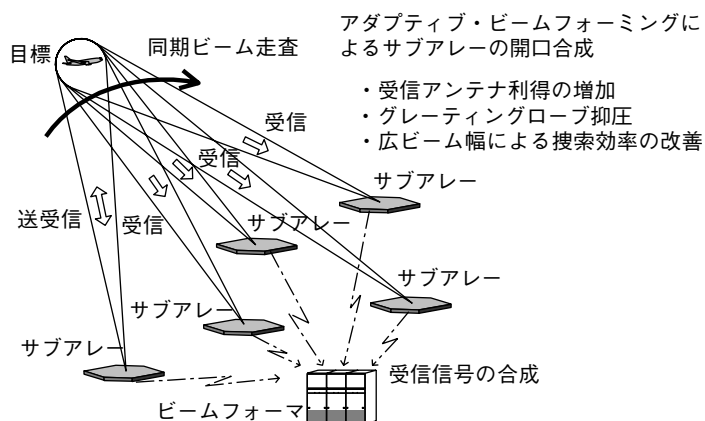 アダプティブ・ビームフォーミングに
よるサブアレーの開口合成
・受信アンテナ利得の増加
・グレーティングローブ抑圧
・広ビーム幅による捜索効率の改善
目標
同期ビーム走査
受信
受信
サブアレー
送受信
受信
サブアレー
サブアレー
サブアレー
サブアレー
受信信号の合成
ビームフォーマ